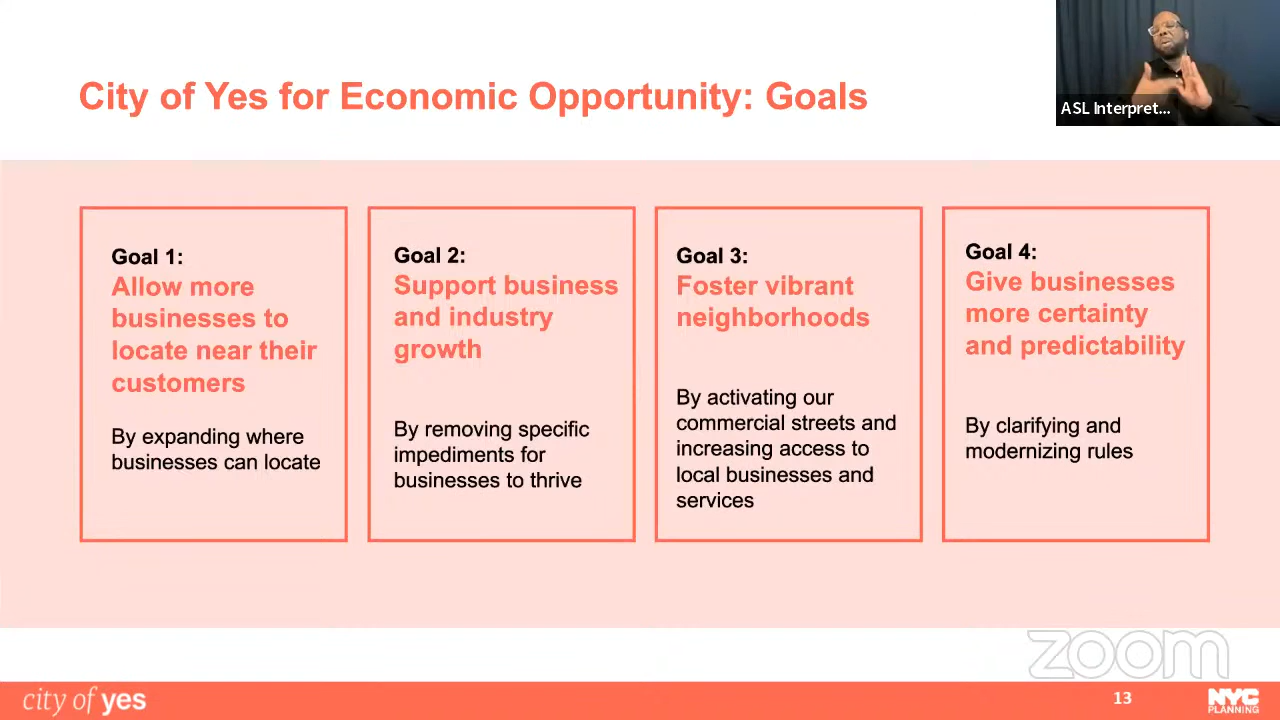 City of Yes for Economic Opportunity: Goals
ASL Interpret...
Goal 1:
Allow more
businesses to
locate near their
customers
By expanding where
businesses can locate
Goal 2:
Support business
and industry
growth
By removing specific
impediments for
businesses to thrive
Goal 3:
Foster vibrant
neighborhoods
By activating our
commercial streets and
increasing access to
local businesses and
services
Goal 4:
Give businesses
more certainty
and predictability
By clarifying and
modernizing rules
zoom
city of yes
13
NYC
PLANNING